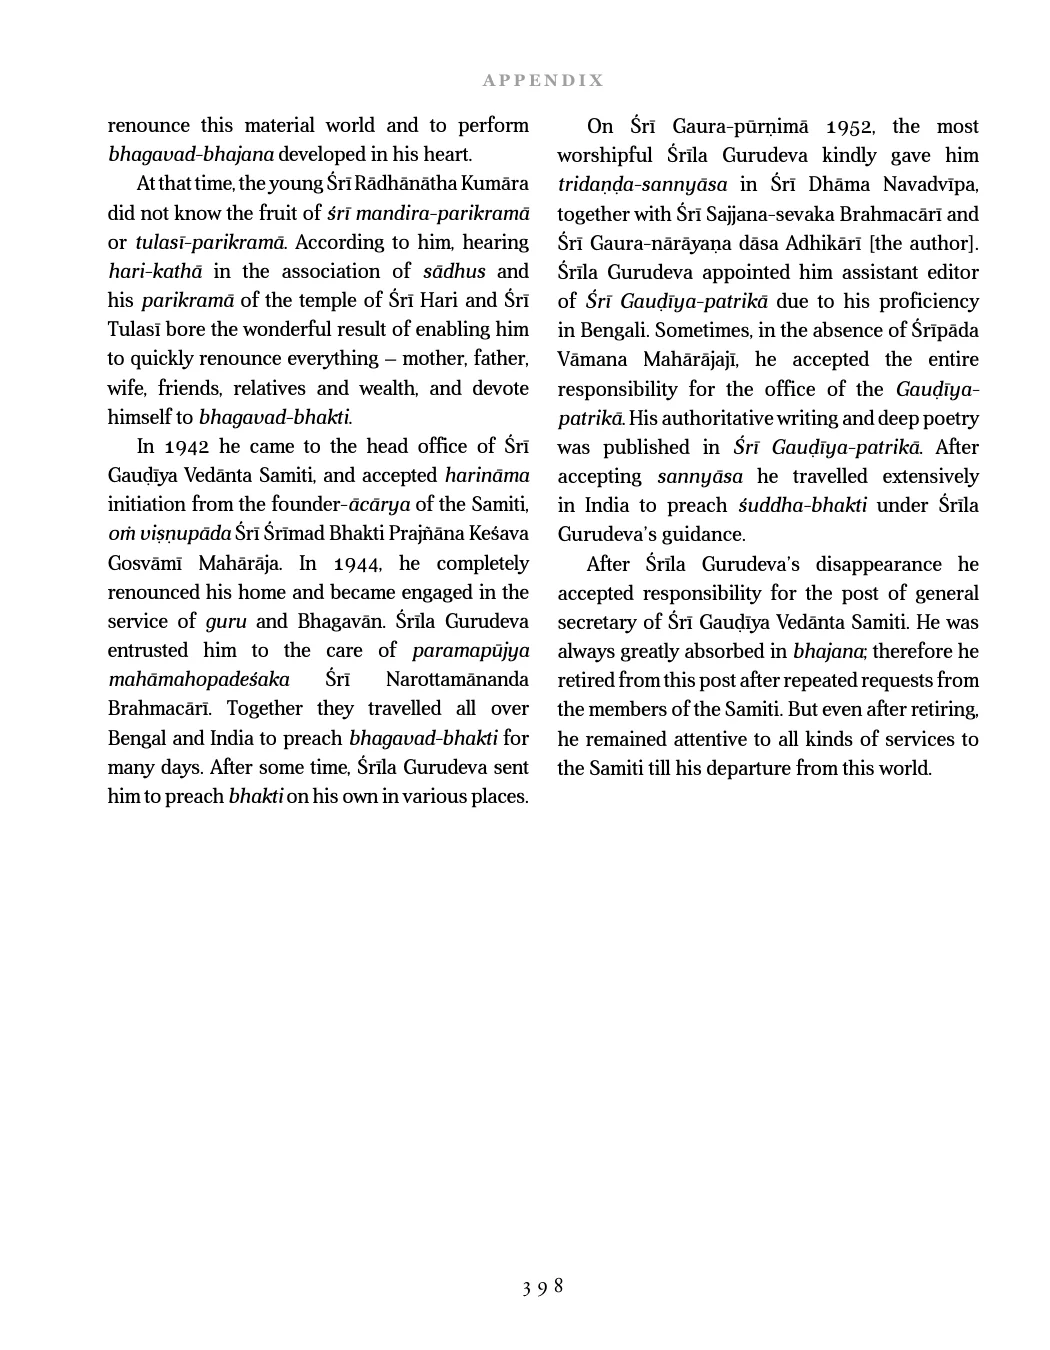 APPENDIX
renounce this material world and to perform
bhagavad-bhajana developed in his heart.
At that time, the young Śrī Rādhānātha Kumāra
did not know the fruit of śrī mandira-parikramā
or tulasī-parikramā. According to him, hearing
hari-kathā in the association of sādhus and
his parikramā of the temple of Śrī Hari and Śrī
Tulasī bore the wonderful result of enabling him
to quickly renounce everything – mother, father,
wife, friends, relatives and wealth, and devote
himself to bhagavad-bhakti.
In 1942 he came to the head office of Śrī
Gauḍīya Vedānta Samiti, and accepted harināma
initiation from the founder-ācārya of the Samiti,
oṁ viṣṇupāda Śrī Śrīmad Bhakti Prajñāna Keśava
Gosvāmī Mahārāja. In 1944, he completely
renounced his home and became engaged in the
service of guru and Bhagavān. Śrīla Gurudeva
entrusted him to the care of paramapūjya
mahāmahopadeśaka Śrī Narottamānanda
Brahmacārī. Together they travelled all over
Bengal and India to preach bhagavad-bhakti for
many days. After some time, Śrīla Gurudeva sent
him to preach bhakti on his own in various places.
On Śrī Gaura-pūrṇimā 1952, the most
worshipful Śrīla Gurudeva kindly gave him
tridaṇḍa-sannyāsa in Śrī Dhāma Navadvīpa,
together with Śrī Sajjana-sevaka Brahmacārī and
Śrī Gaura-nārāyaṇa dāsa Adhikārī [the author].
Śrīla Gurudeva appointed him assistant editor
of Śrī Gauḍīya-patrikā due to his proficiency
in Bengali. Sometimes, in the absence of Śrīpāda
Vāmana Mahārājajī, he accepted the entire
responsibility for the office of the Gauḍīya-
patrikā. His authoritative writing and deep poetry
was published in Śrī Gauḍīya-patrikā. After
accepting sannyāsa he travelled extensively
in India to preach śuddha-bhakti under Śrīla
Gurudeva's guidance.
After Śrīla Gurudeva's disappearance he
accepted responsibility for the post of general
secretary of Śrī Gauḍīya Vedānta Samiti. He was
always greatly absorbed in bhajana; therefore he
retired from this post after repeated requests from
the members of the Samiti. But even after retiring,
he remained attentive to all kinds of services to
the Samiti till his departure from this world.
398